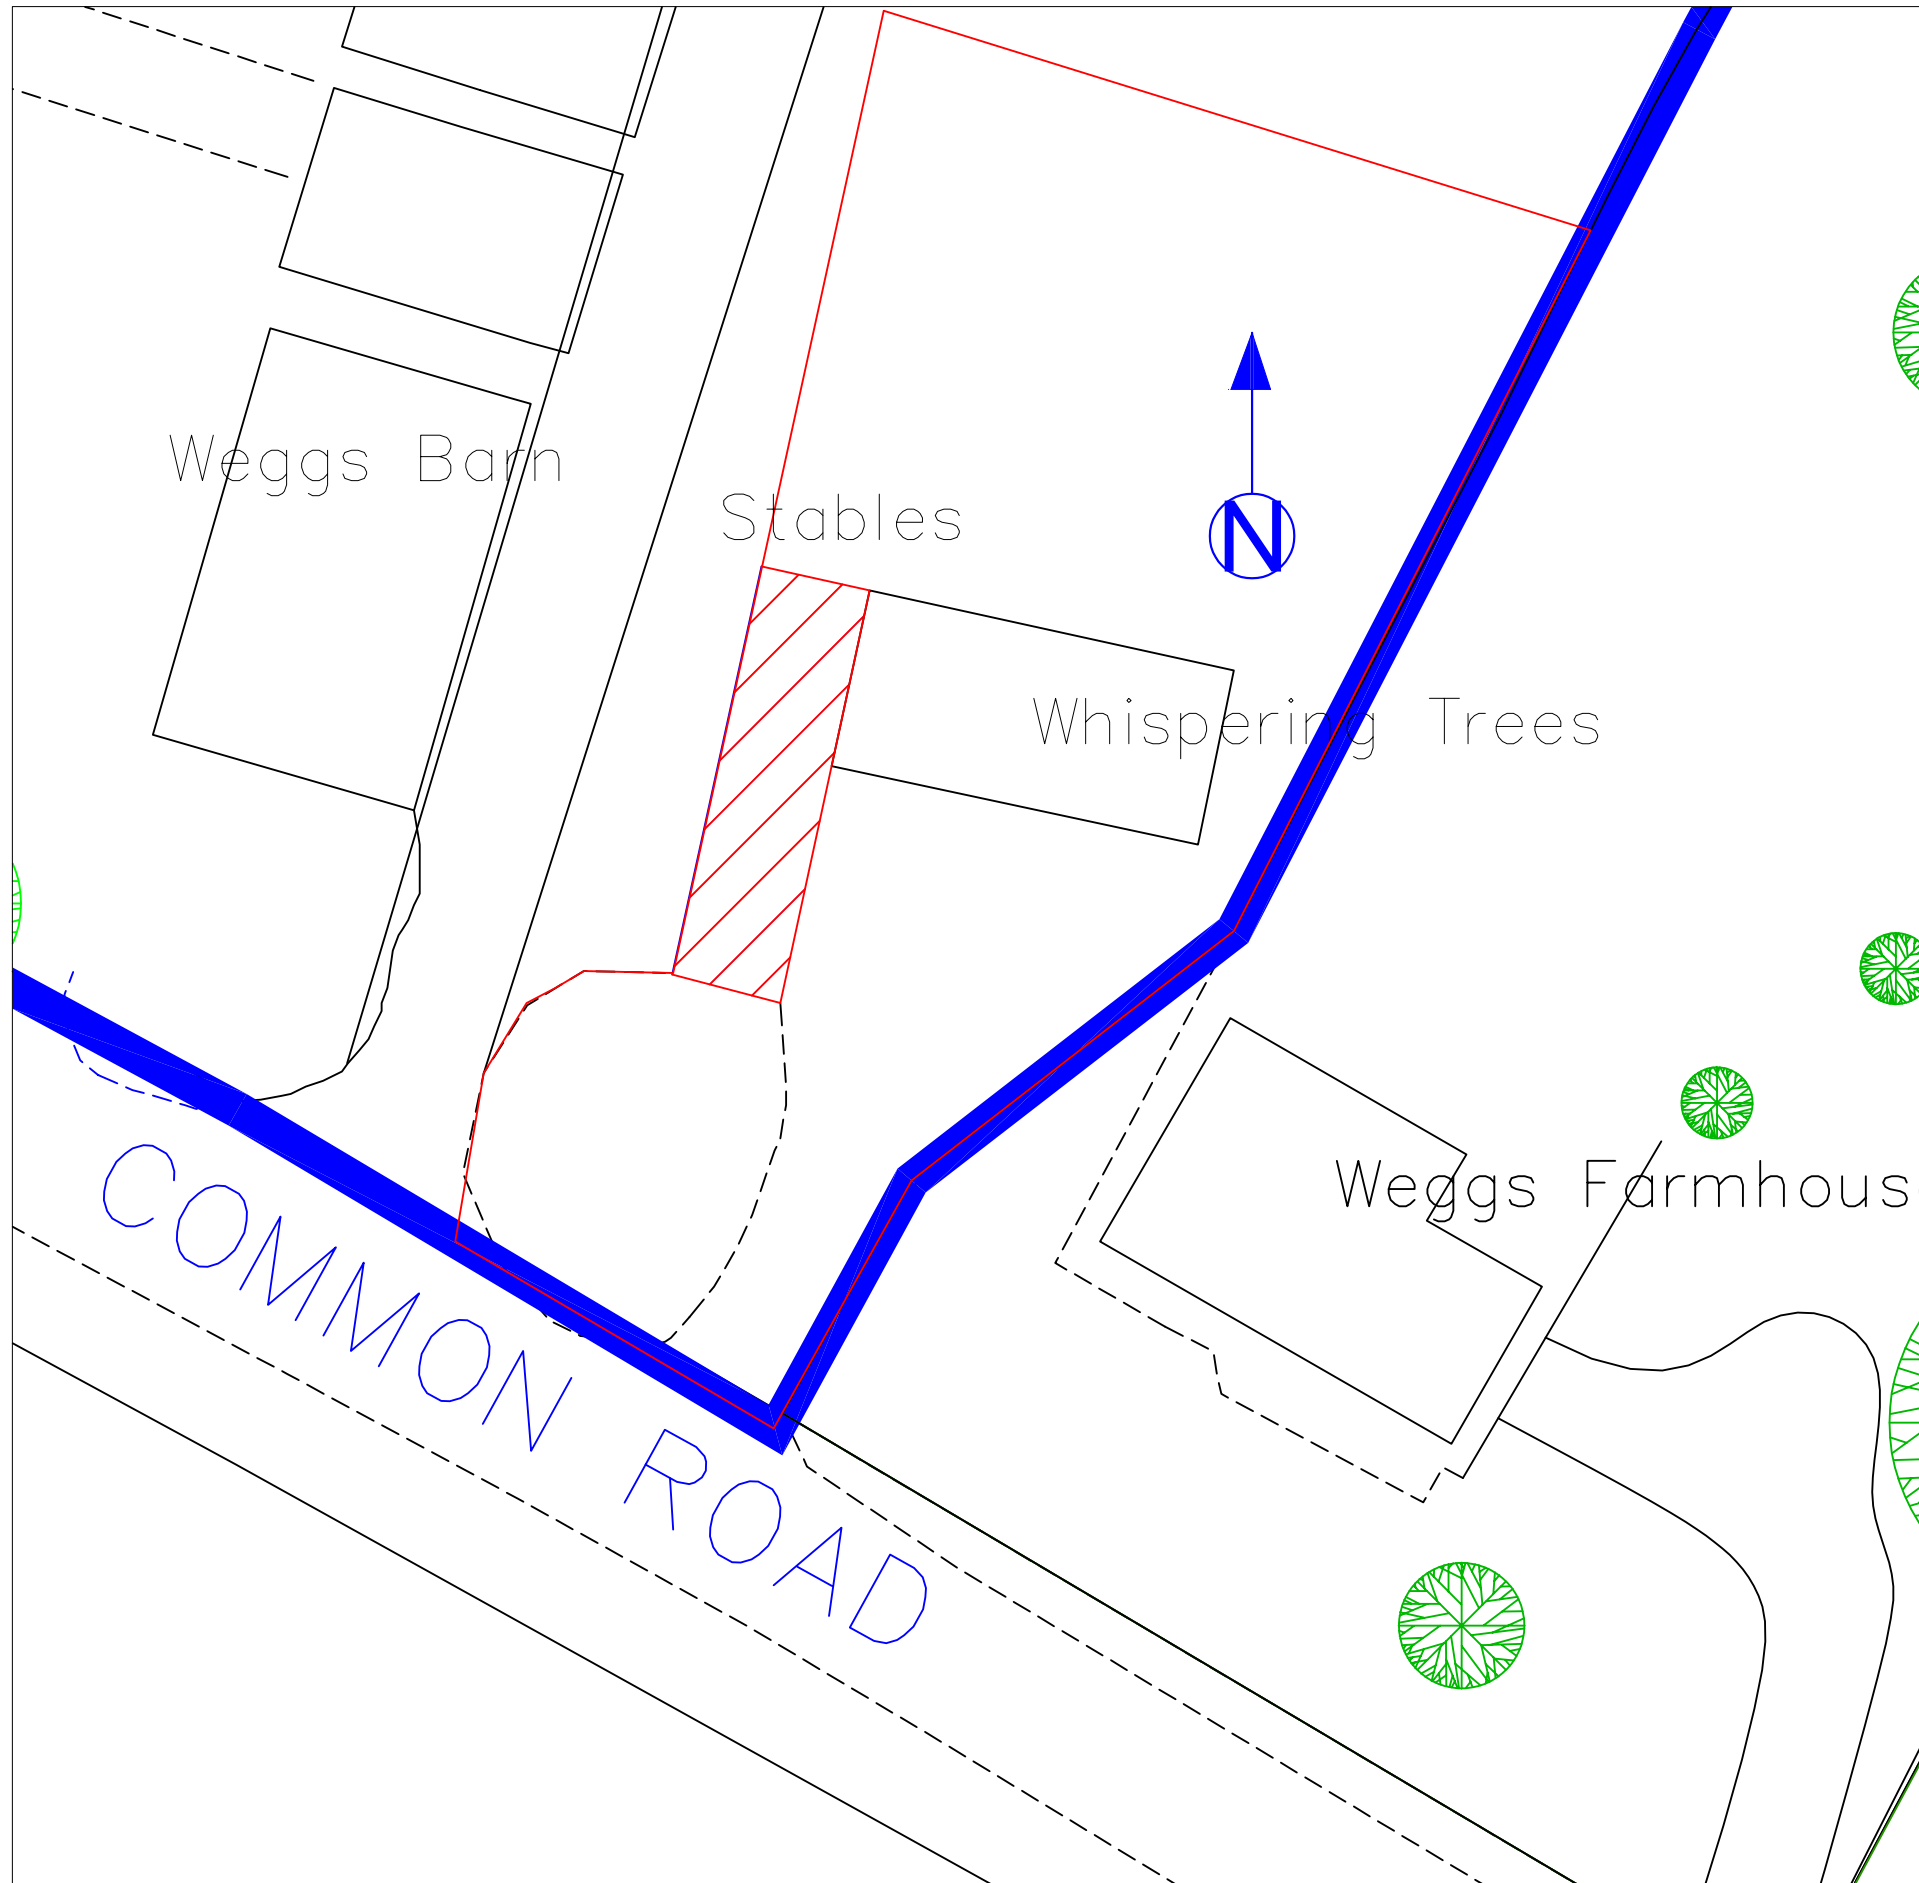 Weggs Barn
Stables
N
Whispering Trees
Weggs Farmhous
COMMON ROAD